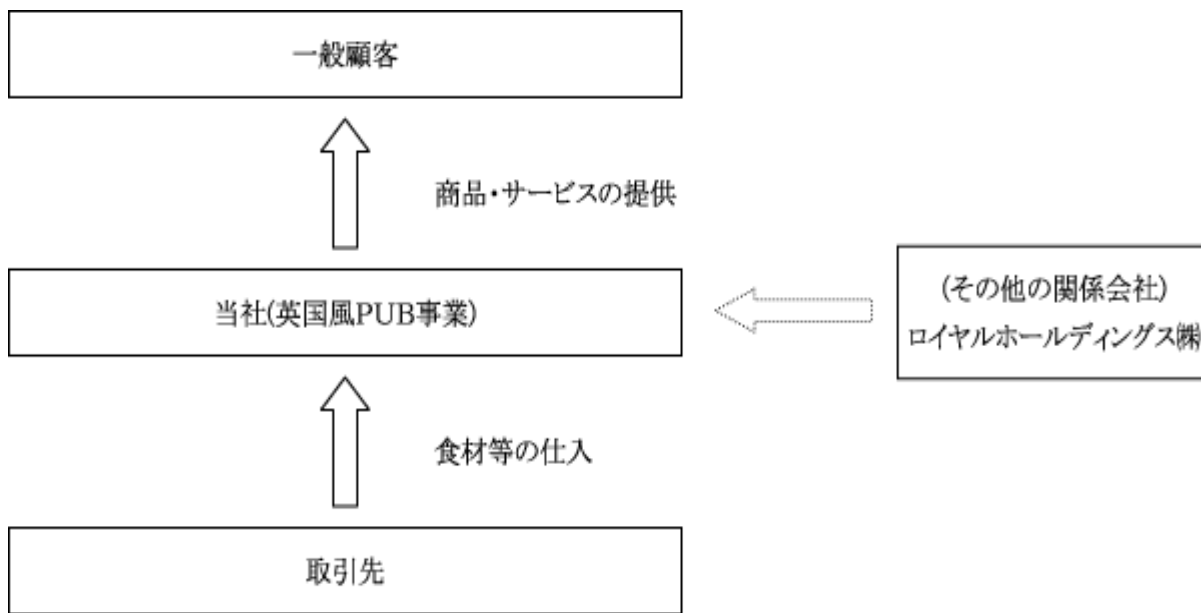 一般顧客
商品・サービスの提供
当社(英国風PUB事業)
(その他の関係会社)
ロイヤルホールディングス㈱
食材等の仕入
取引先